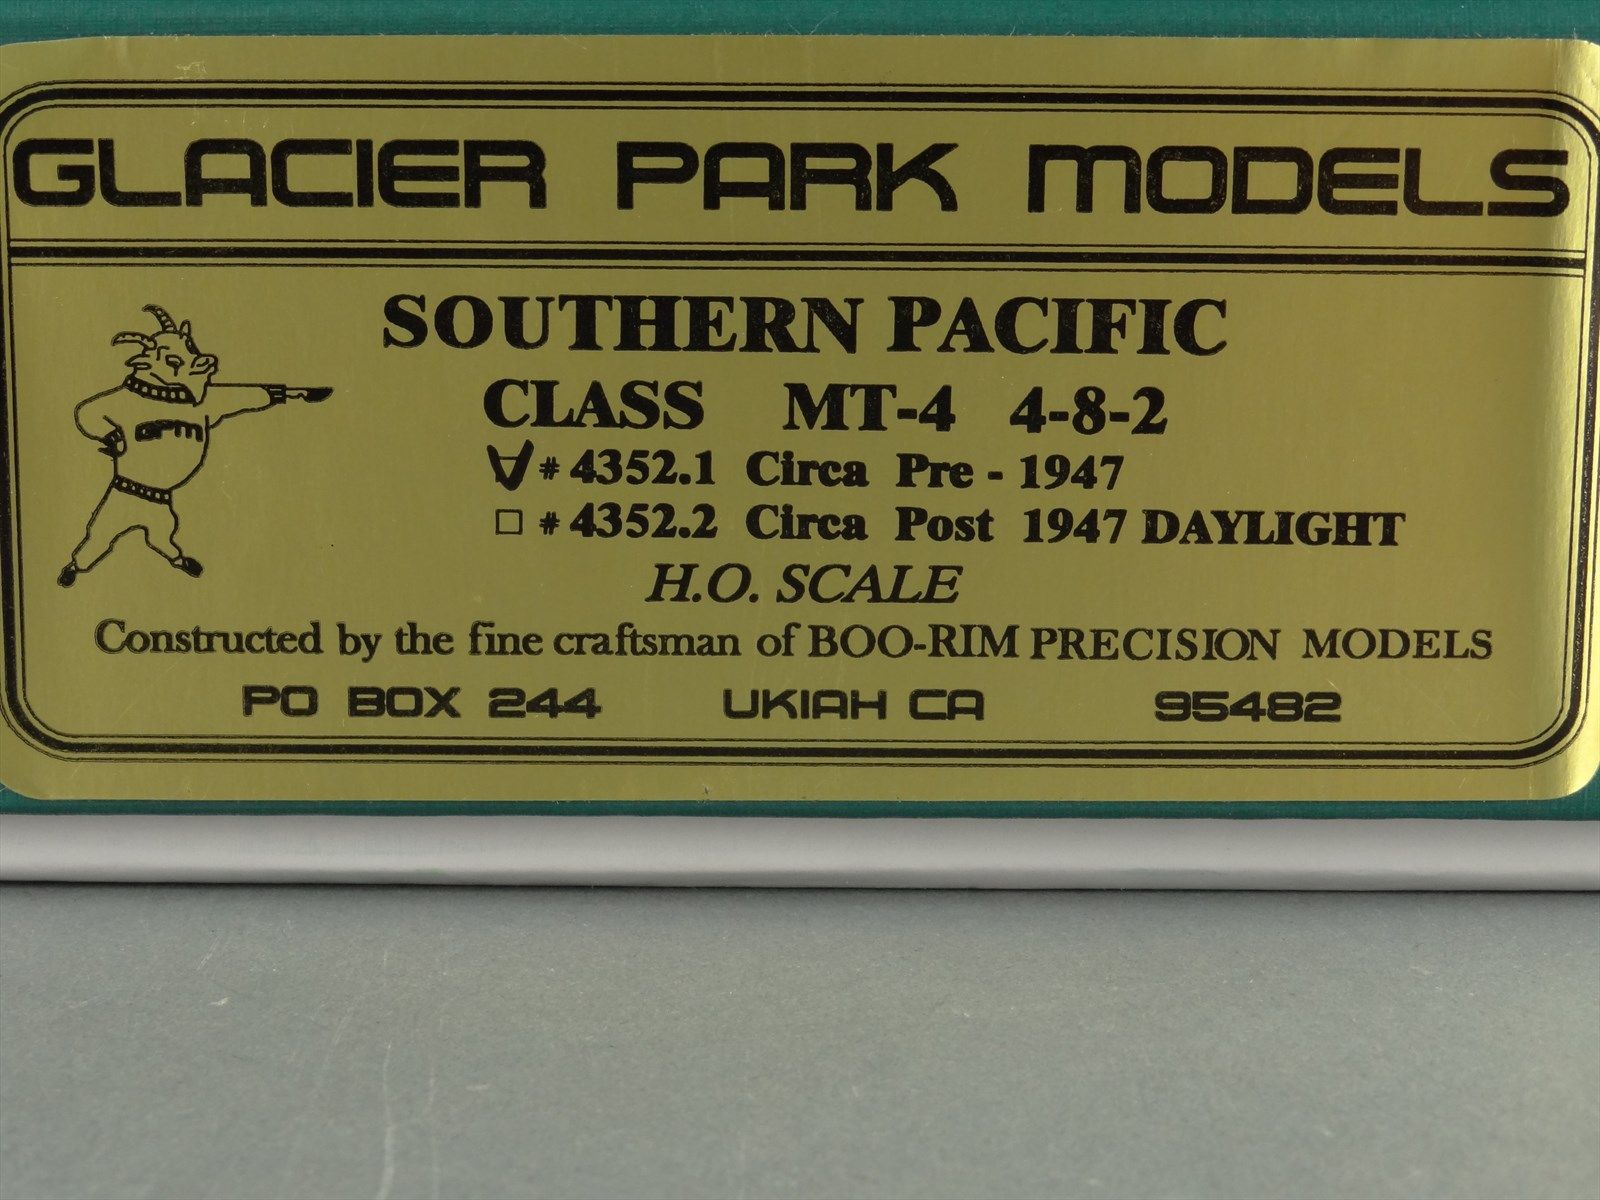 GLACIER PARK MODELS
SOUTHERN PACIFIC
CLASS MT-4 4-8-2
# 4352.1 Circa Pre - 1947
□ # 4352.2 Circa Post 1947 DAYLIGHT
GPM
H.O. SCALE
Constructed by the fine craftsman of BOO-RIM PRECISION MODELS
PO BOX 244 UKIAH CA 95482